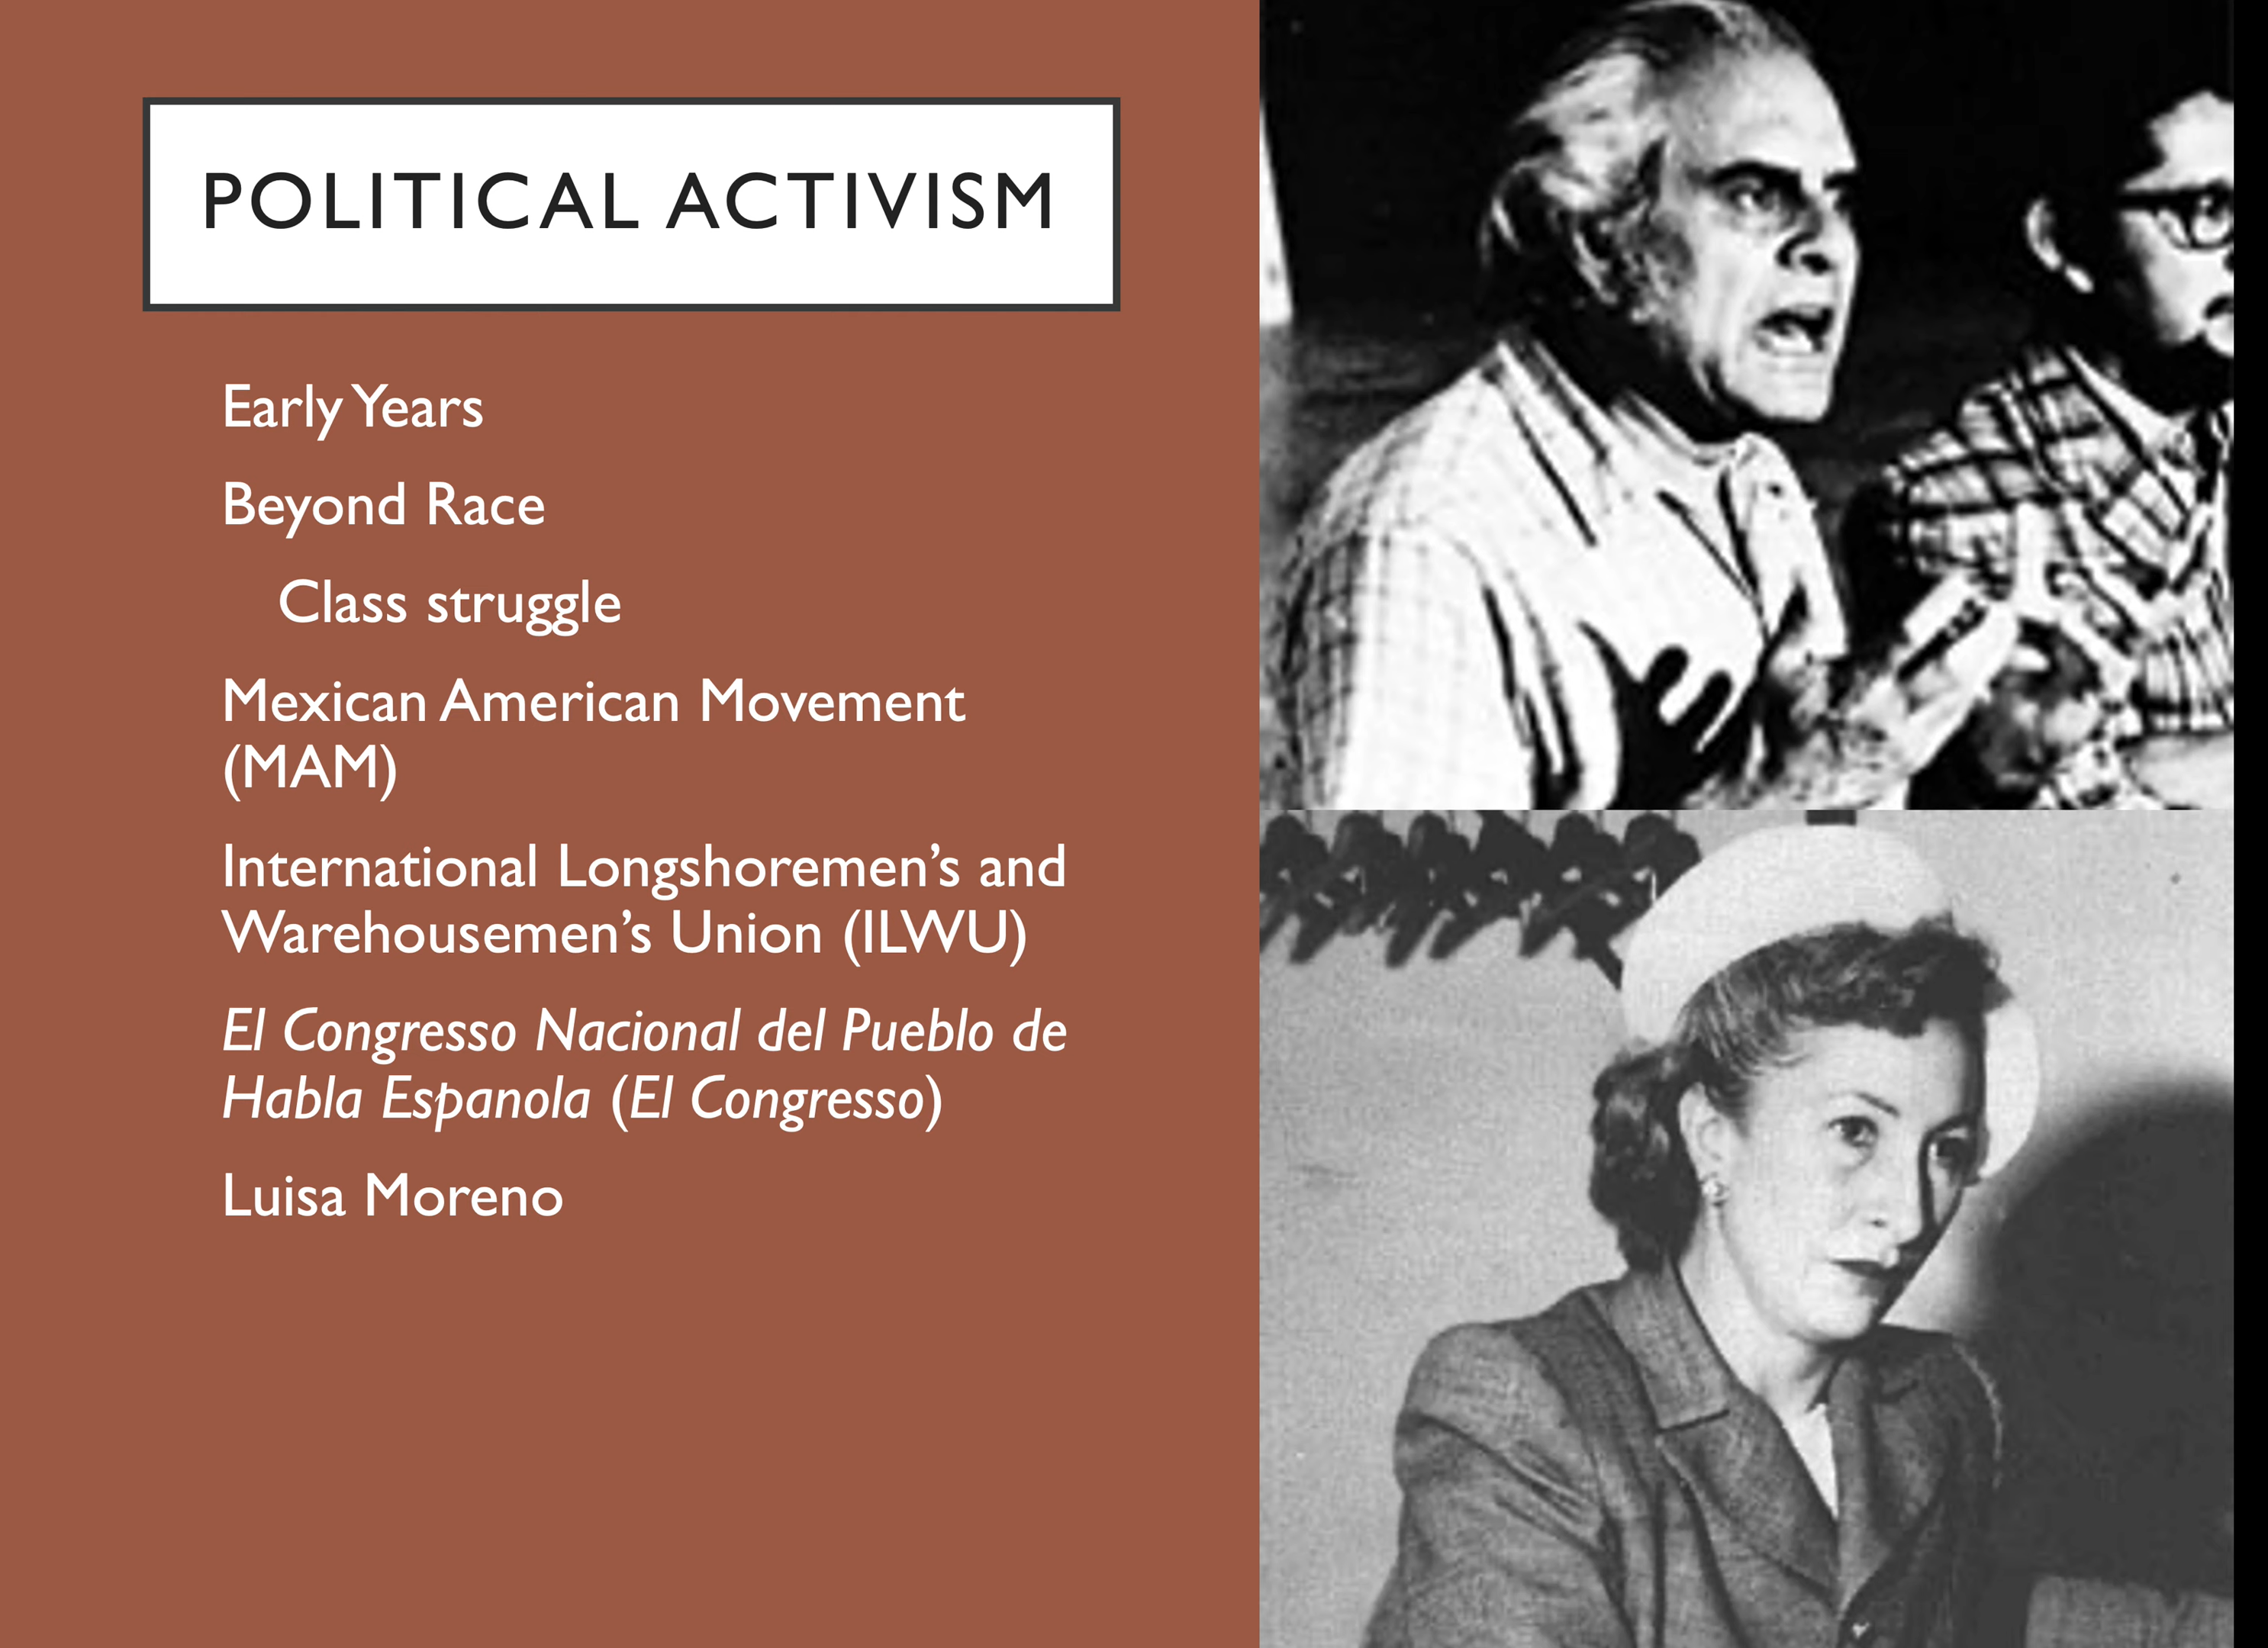 POLITICAL ACTIVISM
Early Years
Beyond Race
Class struggle
Mexican American Movement
(MAM)
International Longshoremen’s and
Warehousemen’s Union (ILWU)
El Congresso Nacional del Pueblo de
Habla Espanola (El Congresso)
Luisa Moreno